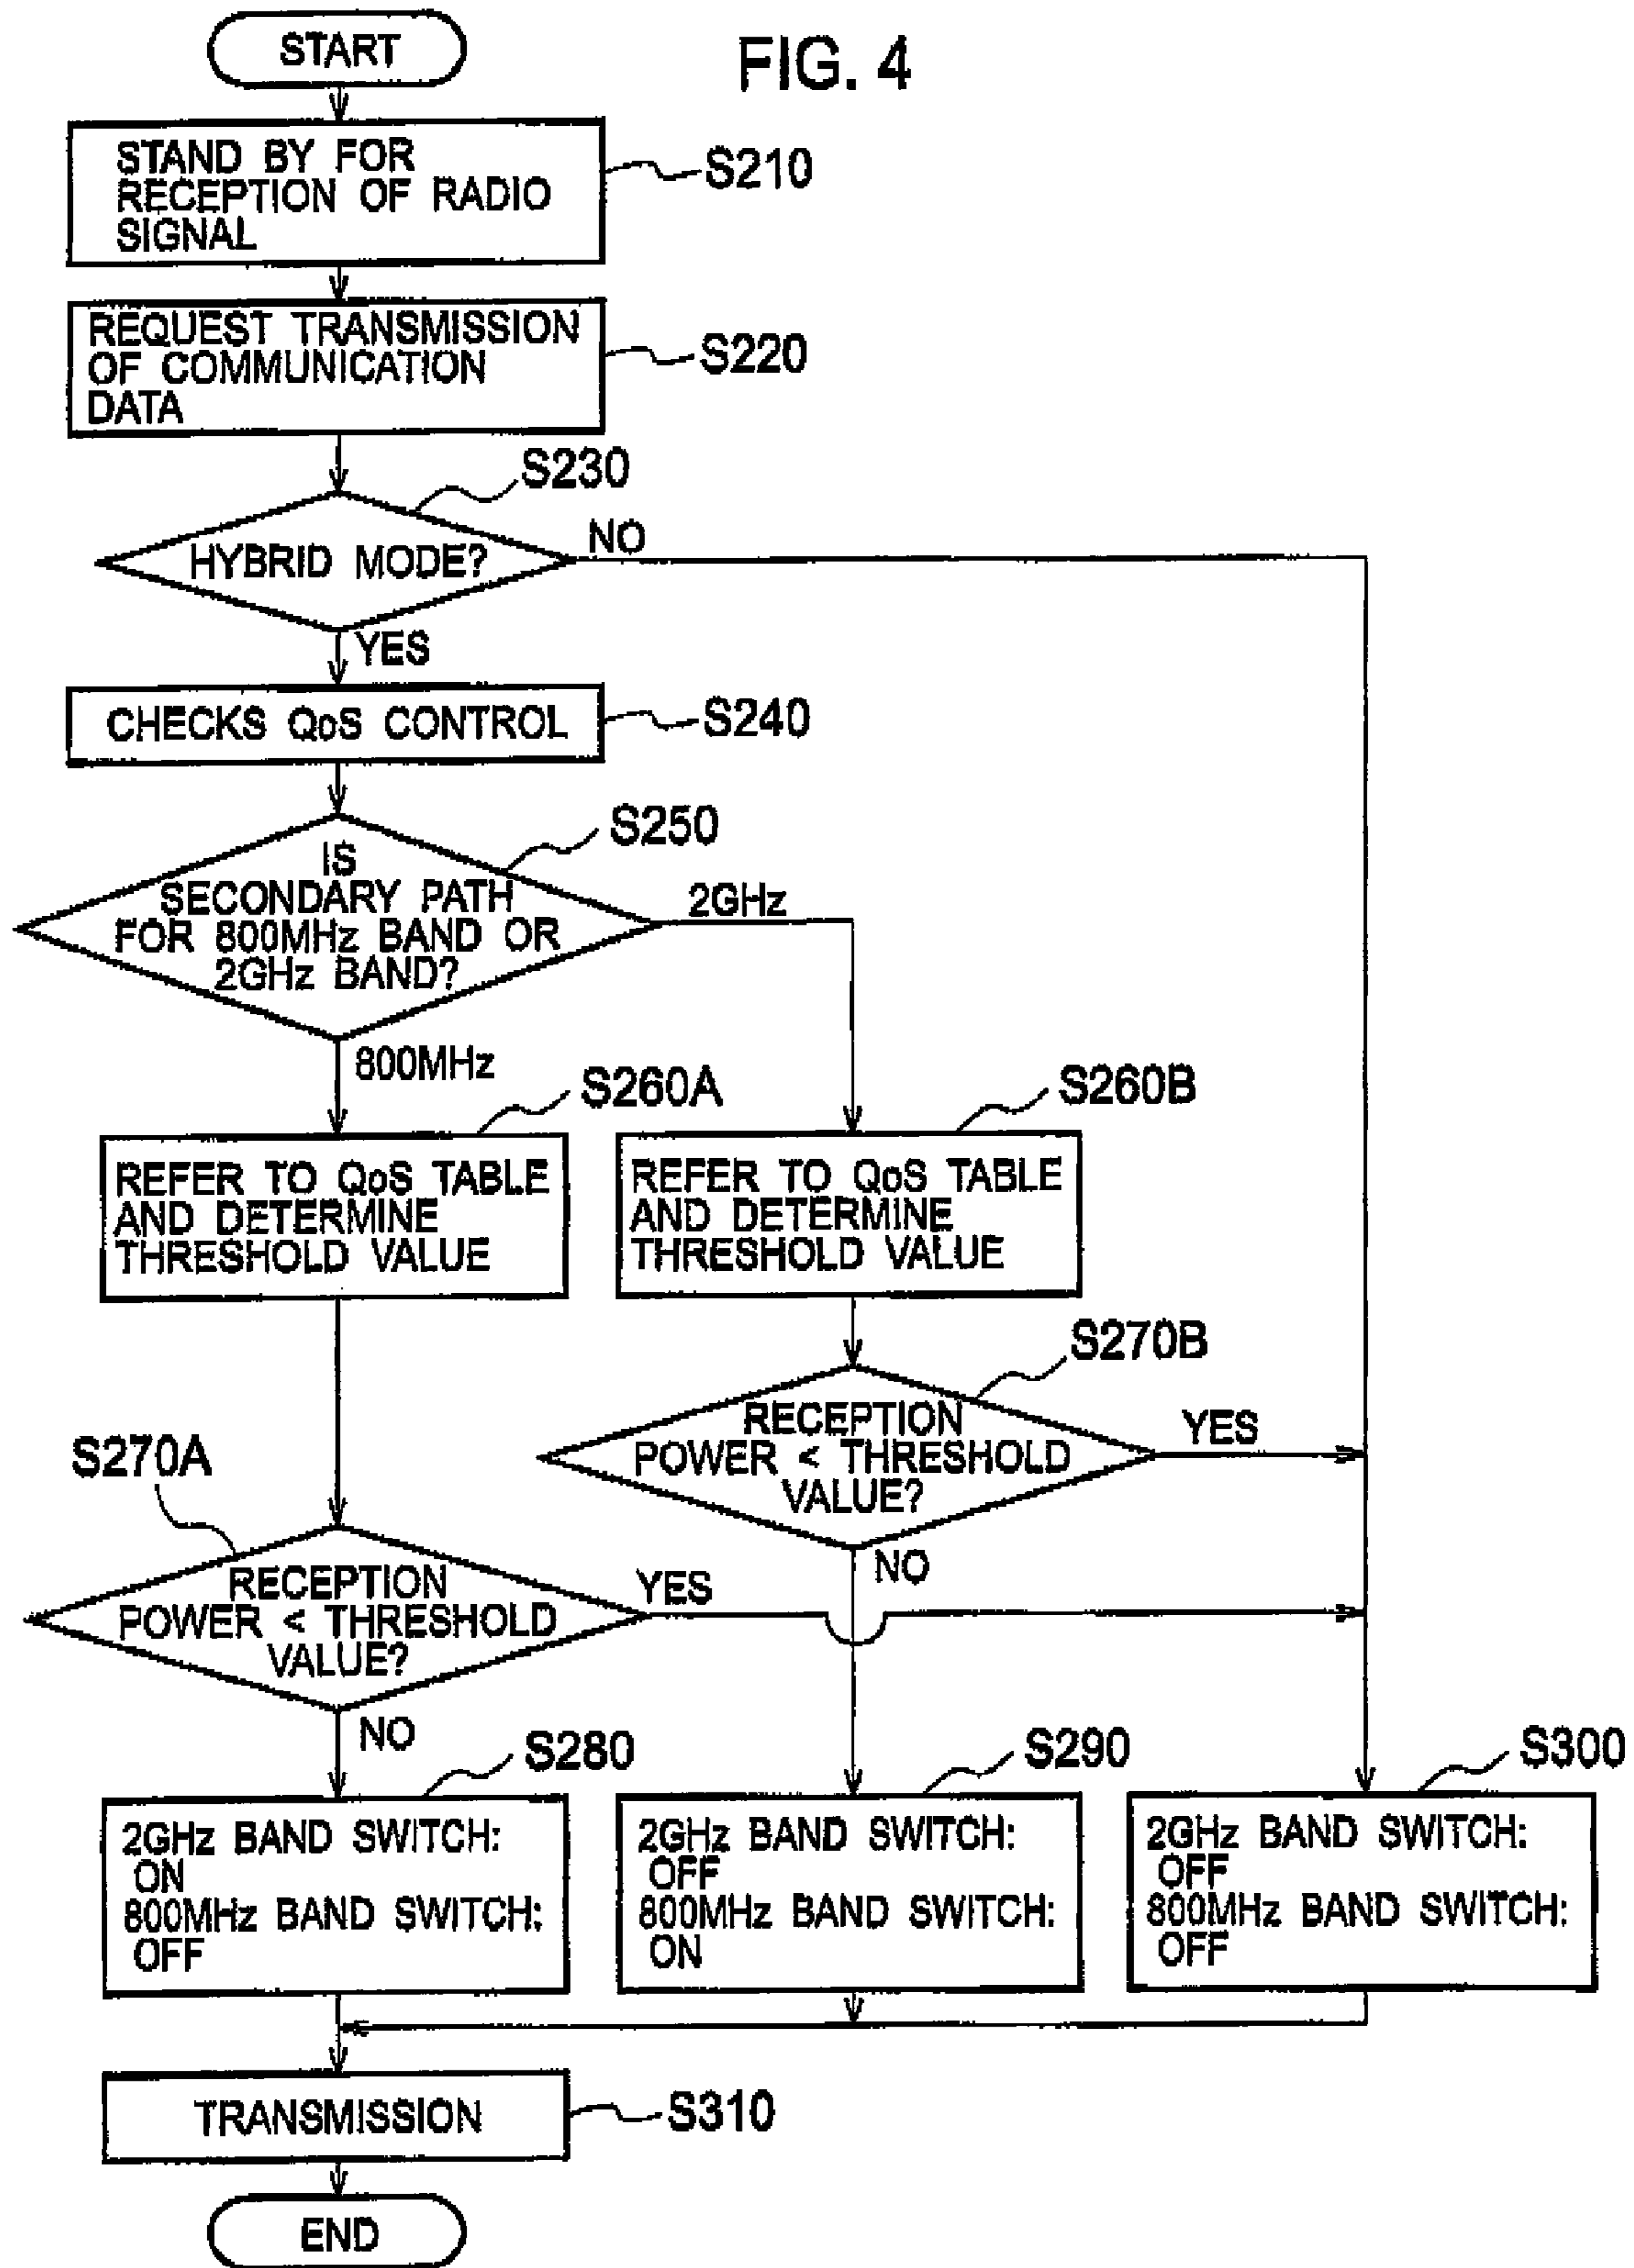 START
FIG. 4
STAND BY FOR
RECEPTION OF RADIO
SIGNAL
S210
REQUEST TRANSMISSION
OF COMMUNICATION
DATA
S220
S230
HYBRID MODE?
NO
YES
CHECKS QoS CONTROL
S240
S250
IS
SECONDARY PATH
FOR 800MHz BAND OR
2GHz BAND?
2GHz
800MHz
S260A
S260B
REFER TO QoS TABLE
AND DETERMINE
THRESHOLD VALUE
REFER TO QoS TABLE
AND DETERMINE
THRESHOLD VALUE
S270B
RECEPTION
POWER < THRESHOLD
VALUE?
YES
NO
S270A
RECEPTION
POWER < THRESHOLD
VALUE?
YES
NO
S280
S290
S300
2GHz BAND SWITCH:
ON
800MHz BAND SWITCH:
OFF
2GHz BAND SWITCH:
OFF
800MHz BAND SWITCH:
ON
2GHz BAND SWITCH:
OFF
800MHz BAND SWITCH:
OFF
TRANSMISSION
S310
END